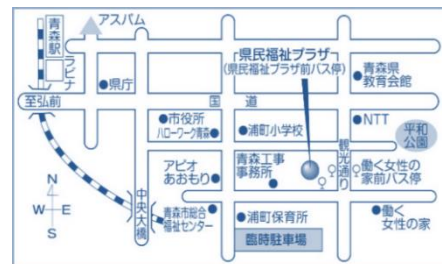 アスパム
青森駅
ラビナ
県民福祉プラザ
(県民福祉プラザ前バス停)
青森県
教育会館
県庁
至弘前
国道
市役所
ハローワーク青森
浦町小学校
NTT
平和
公園
観光通り
アピオ
あおもり
青森工事
事務所
働く女性の
家前バス停
N
W E
S
中央大橋
青森市総合
福祉センター
浦町保育所
臨時駐車場
働く
女性の家